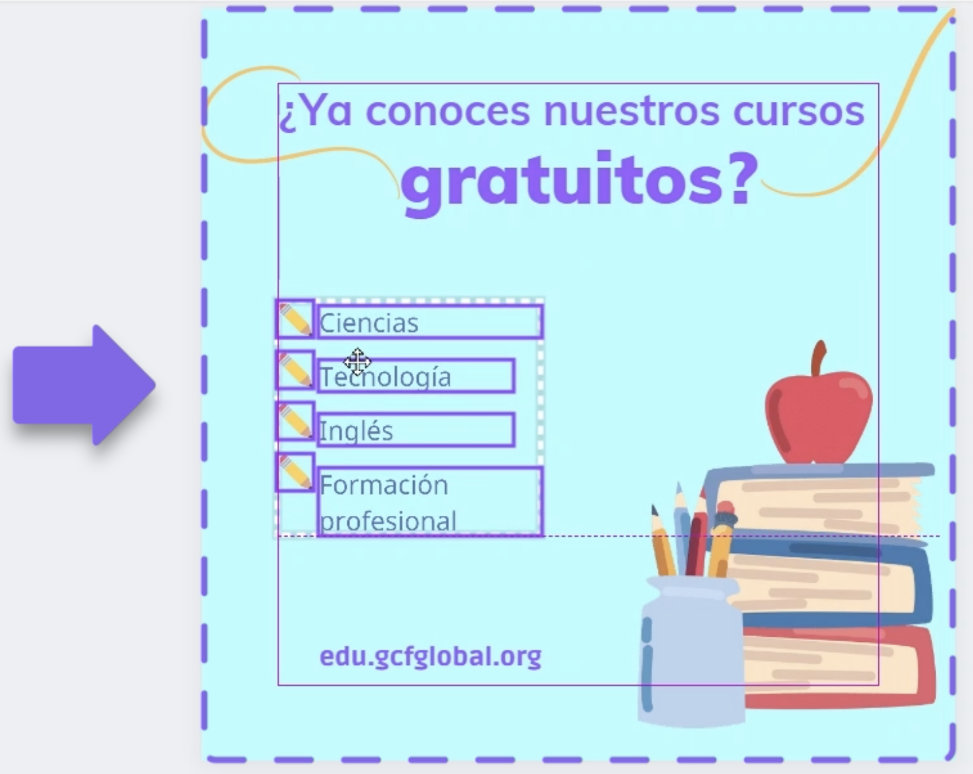 ¿Ya conoces nuestros cursos
gratuitos?
Ciencias
Tecnología
Inglés
Formación
profesional
edu.gcfglobal.org